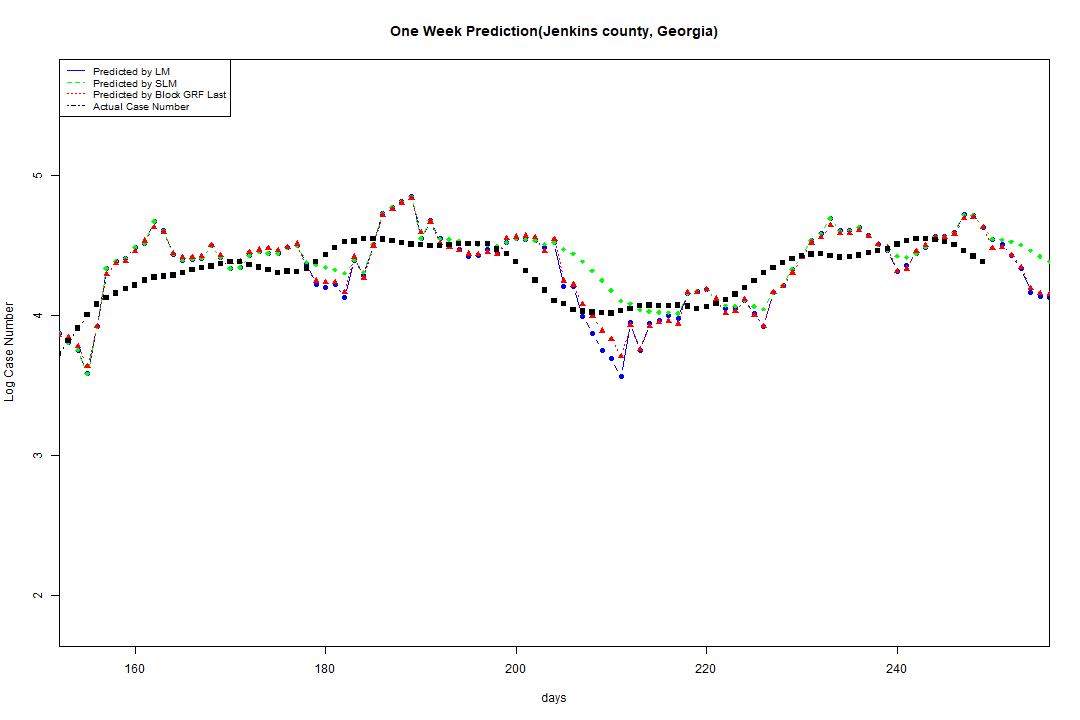 One Week Prediction(Jenkins county, Georgia)
Predicted by LM
Predicted by SLM
Predicted by Block GRF Last
Actual Case Number
5
4
3
2
Log Case Number
160 180 200 220 240
days